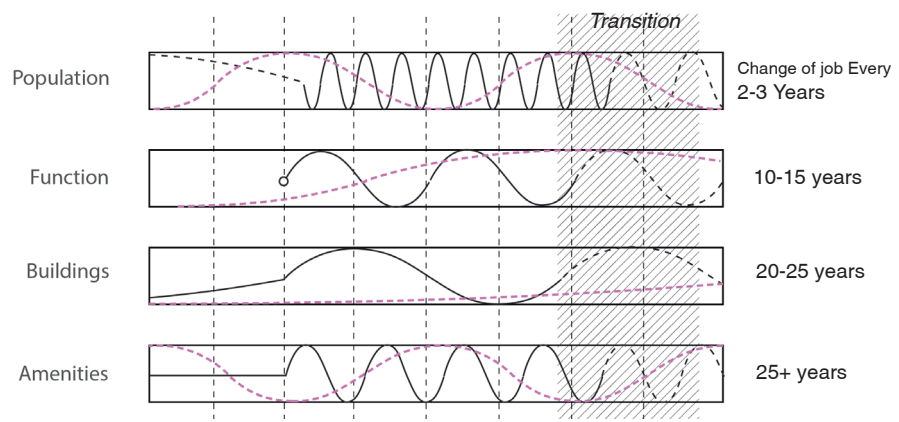 Transition
Population
Change of job Every
2-3 Years
Function
10-15 years
Buildings
20-25 years
Amenities
25+ years